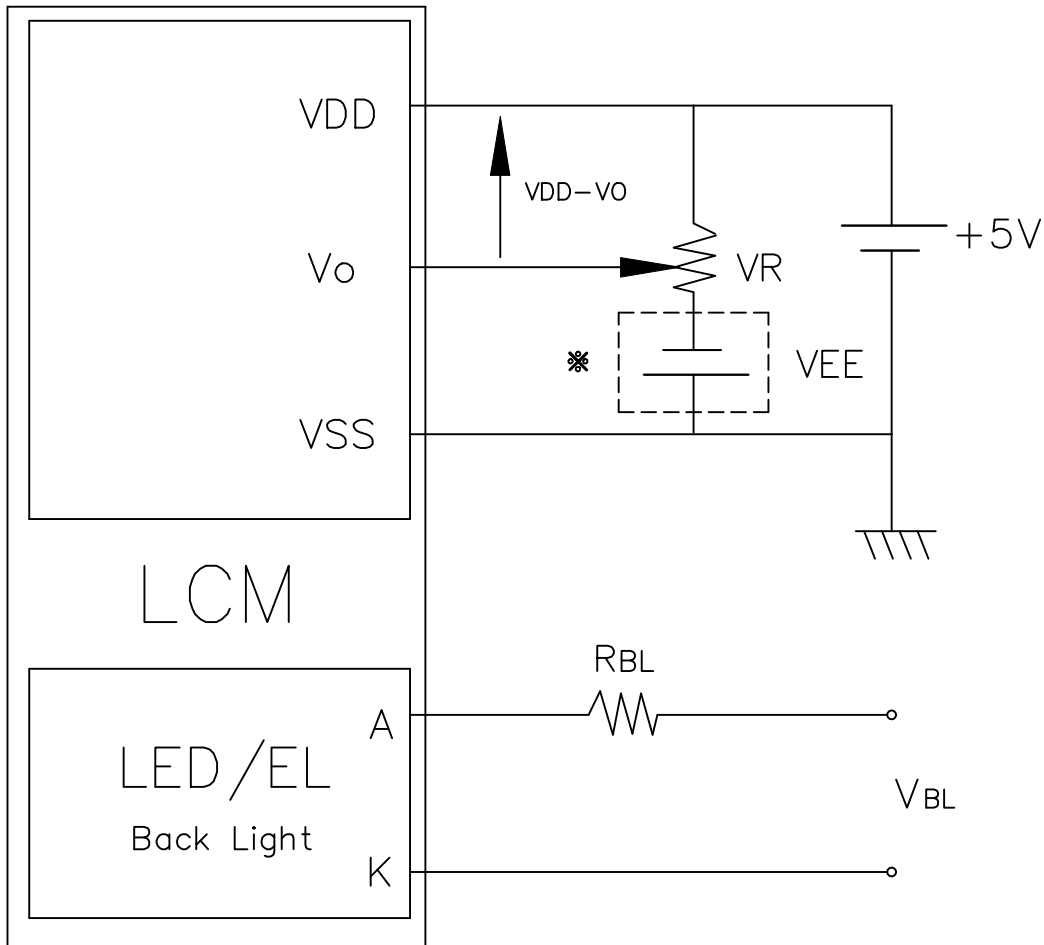 VDD
VDD-VO
+5V
Vo
VR
※
VEE
VSS
LCM
RBL
A
LED/EL
Back Light
VBL
K